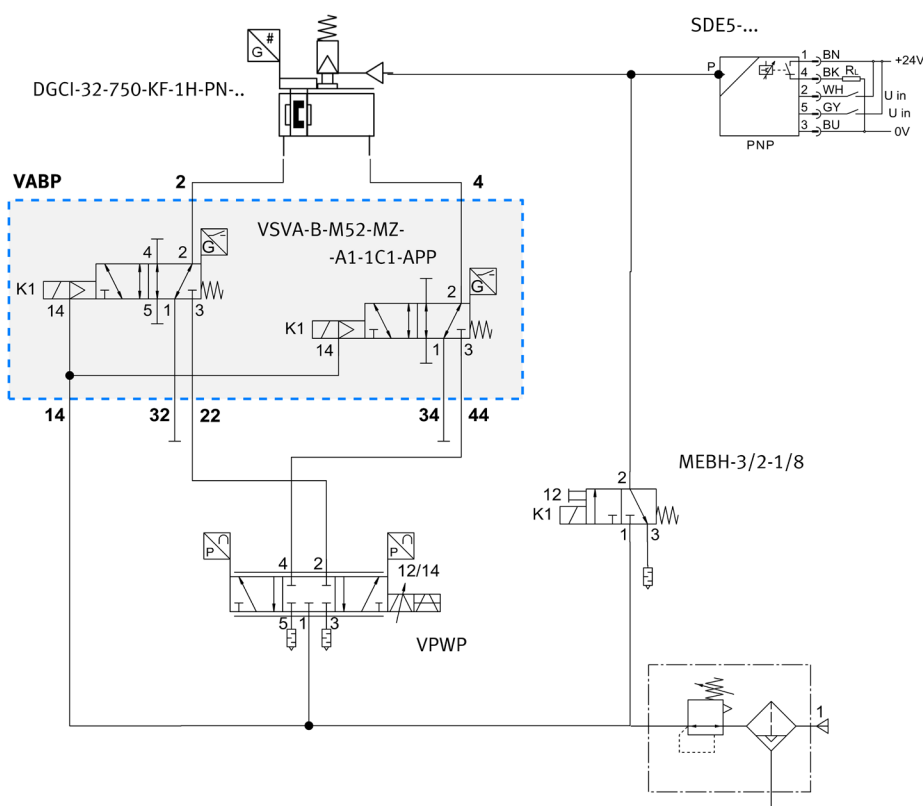 SDE5-...
#
G
P
1 BN
+24V
4 BK RL
2 WH
U in
5 GY
U in
3 BU
0V
PNP
DGCI-32-750-KF-1H-PN-..
VABP
2
4
VSVA-B-M52-MZ-
-A1-1C1-APP
4 2
G
K1
14
5 1 3
2
G
K1
14
1 3
14
32
22
34
44
MEBH-3/2-1/8
2
12
K1
1 3
P
4 2
P
12/14
5 1 3
VPWP
1